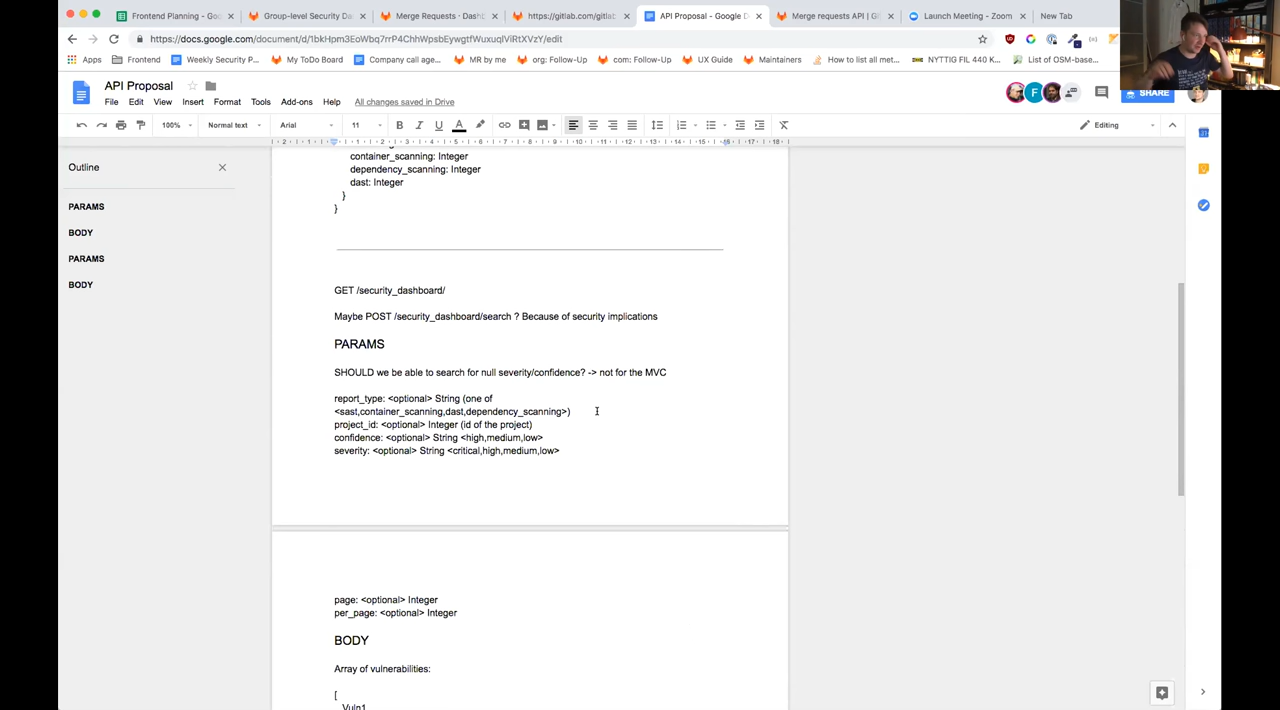 Frontend Planning - Go
Group-level Security Da
Merge Requests · Dashb
https://gitlab.com/gitlab
API Proposal - Google D
Merge requests API | Gi
Launch Meeting - Zoom
New Tab
https://docs.google.com/document/d/1bkHpm3EoWbq7rrP4ChhWpsbEywgtfWuxuqlViRtXVzY/edit
Apps
Frontend
Weekly Security P...
My ToDo Board
Company call age...
MR by me
org: Follow-Up
com: Follow-Up
UX Guide
Maintainers
How to list all met...
NYTTIG FIL 440 K...
List of OSM-base...
API Proposal
File Edit View Insert Format Tools Add-ons Help All changes saved in Drive
SHARE
100% Normal text Arial 11 Editing
Outline
PARAMS
BODY
PARAMS
BODY
container_scanning: Integer
dependency_scanning: Integer
dast: Integer
}
}
GET /security_dashboard/
Maybe POST /security_dashboard/search ? Because of security implications
PARAMS
SHOULD we be able to search for null severity/confidence? -> not for the MVC
report_type: <optional> String (one of
<sast,container_scanning,dast,dependency_scanning>)
project_id: <optional> Integer (id of the project)
confidence: <optional> String <high,medium,low>
severity: <optional> String <critical,high,medium,low>
page: <optional> Integer
per_page: <optional> Integer
BODY
Array of vulnerabilities:
[
Vuln1